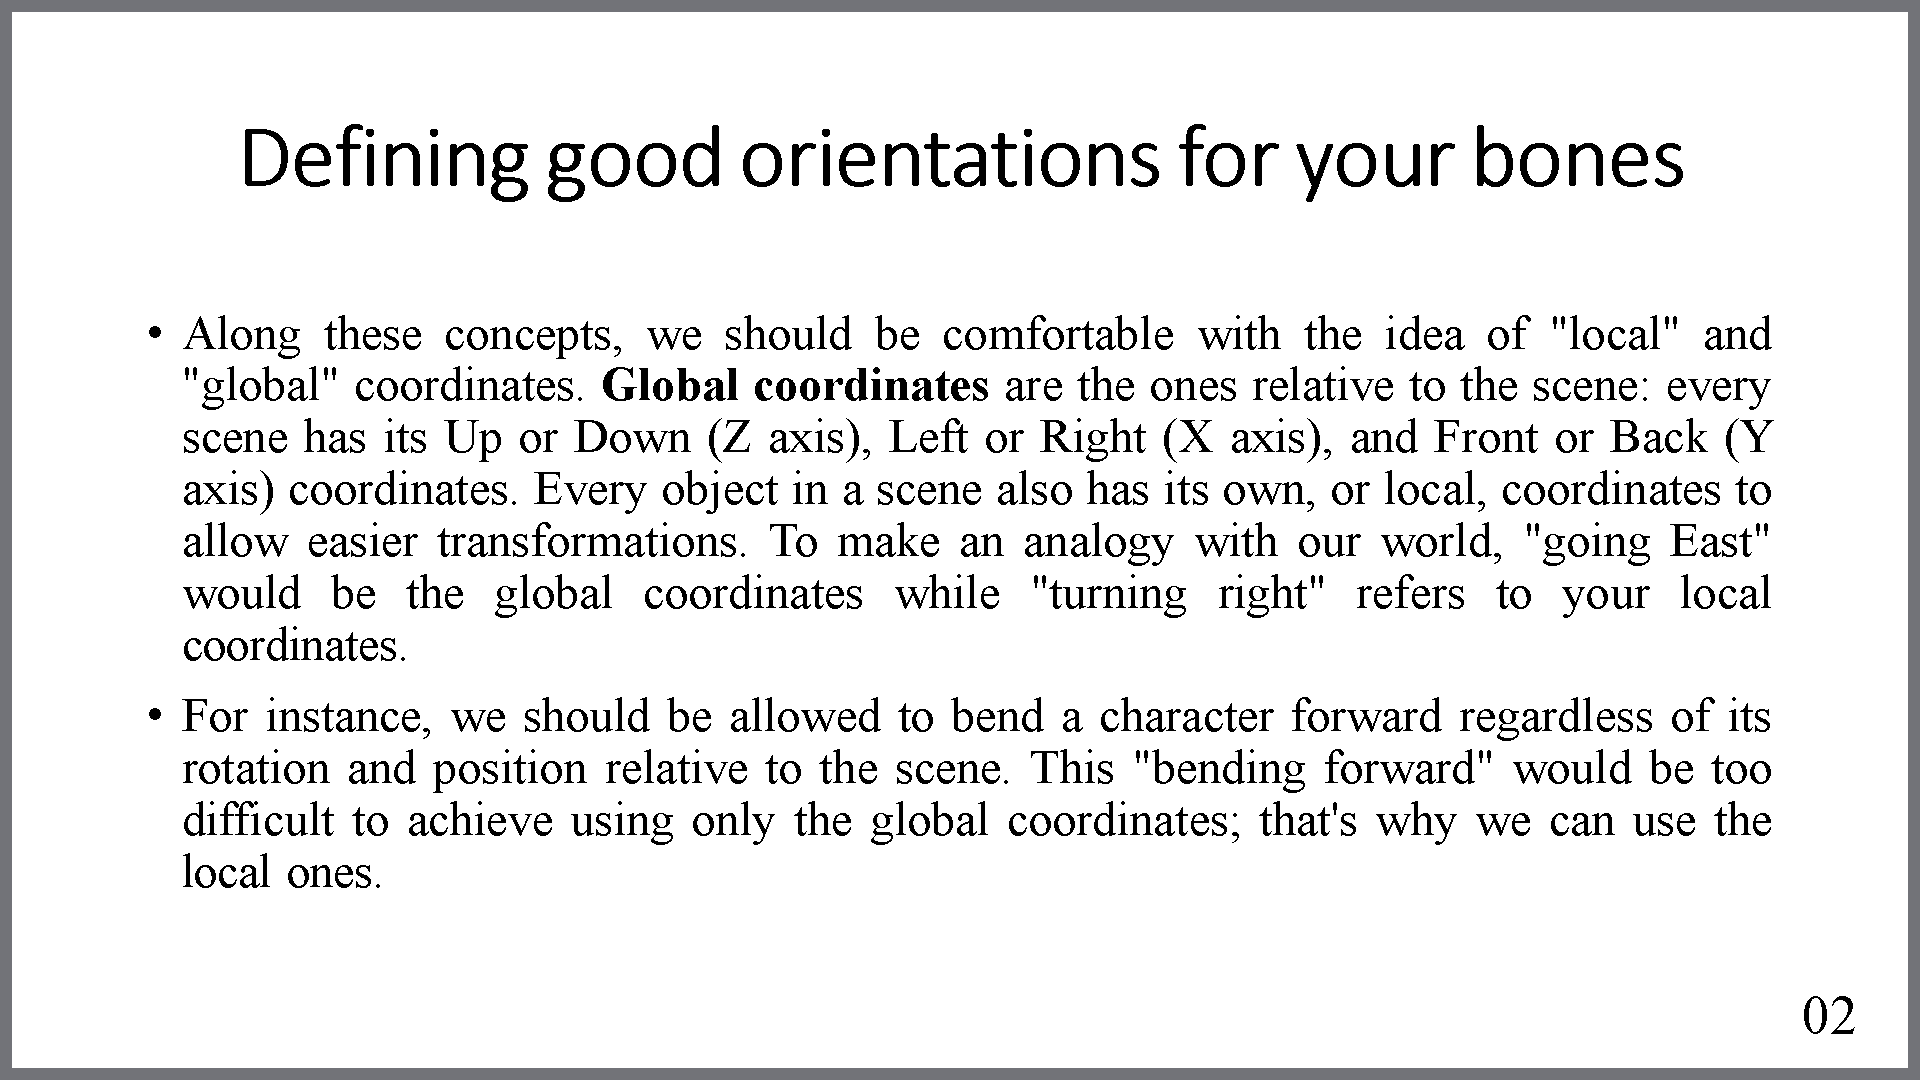 Defining good orientations for your bones
• Along these concepts, we should be comfortable with the idea of "local" and
"global" coordinates. Global coordinates are the ones relative to the scene: every
scene has its Up or Down (Z axis), Left or Right (X axis), and Front or Back (Y
axis) coordinates. Every object in a scene also has its own, or local, coordinates to
allow easier transformations. To make an analogy with our world, "going East"
would be the global coordinates while "turning right" refers to your local
coordinates.
• For instance, we should be allowed to bend a character forward regardless of its
rotation and position relative to the scene. This "bending forward" would be too
difficult to achieve using only the global coordinates; that's why we can use the
local ones.
02